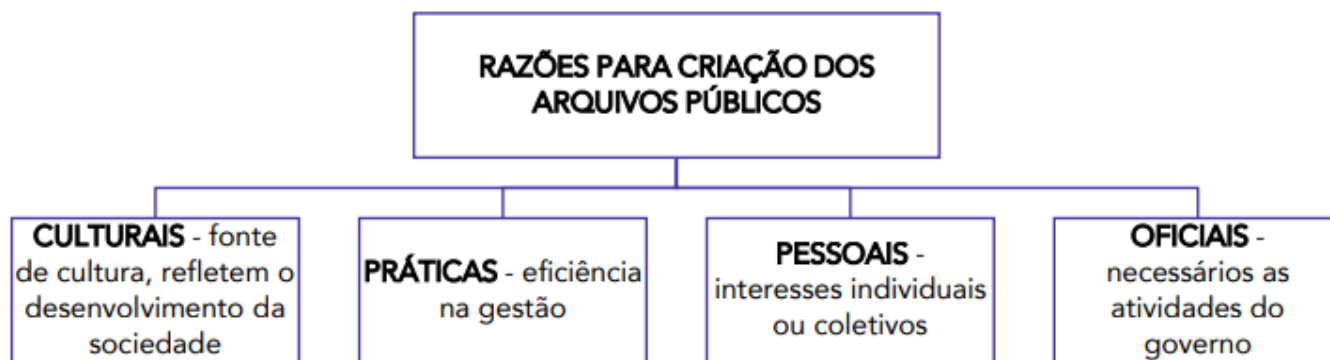 RAZÕES PARA CRIAÇÃO DOS
ARQUIVOS PÚBLICOS
CULTURAIS - fonte
de cultura, refletem o
desenvolvimento da
sociedade
PRÁTICAS - eficiência
na gestão
PESSOAIS -
interesses individuais
ou coletivos
OFICIAIS -
necessários as
atividades do
governo